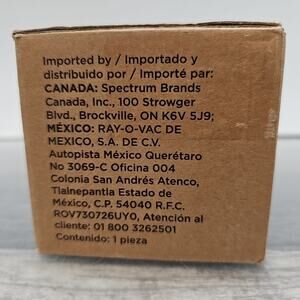 Imported by / Importado y
distribuido por / Importé par:
CANADA: Spectrum Brands
Canada, Inc., 100 Strowger
Blvd., Brockville, ON K6V 5J9;
MÉXICO: RAY-O-VAC DE
MEXICO, S.A. DE C.V.
Autopista México Querétaro
No 3069-C Oficina 004
Colonia San Andrés Atenco,
Tlalnepantla Estado de
México, C.P. 54040 R.F.C.
ROV730726UY0, Atención al
cliente: 01 800 3262501
Contenido: 1 pieza